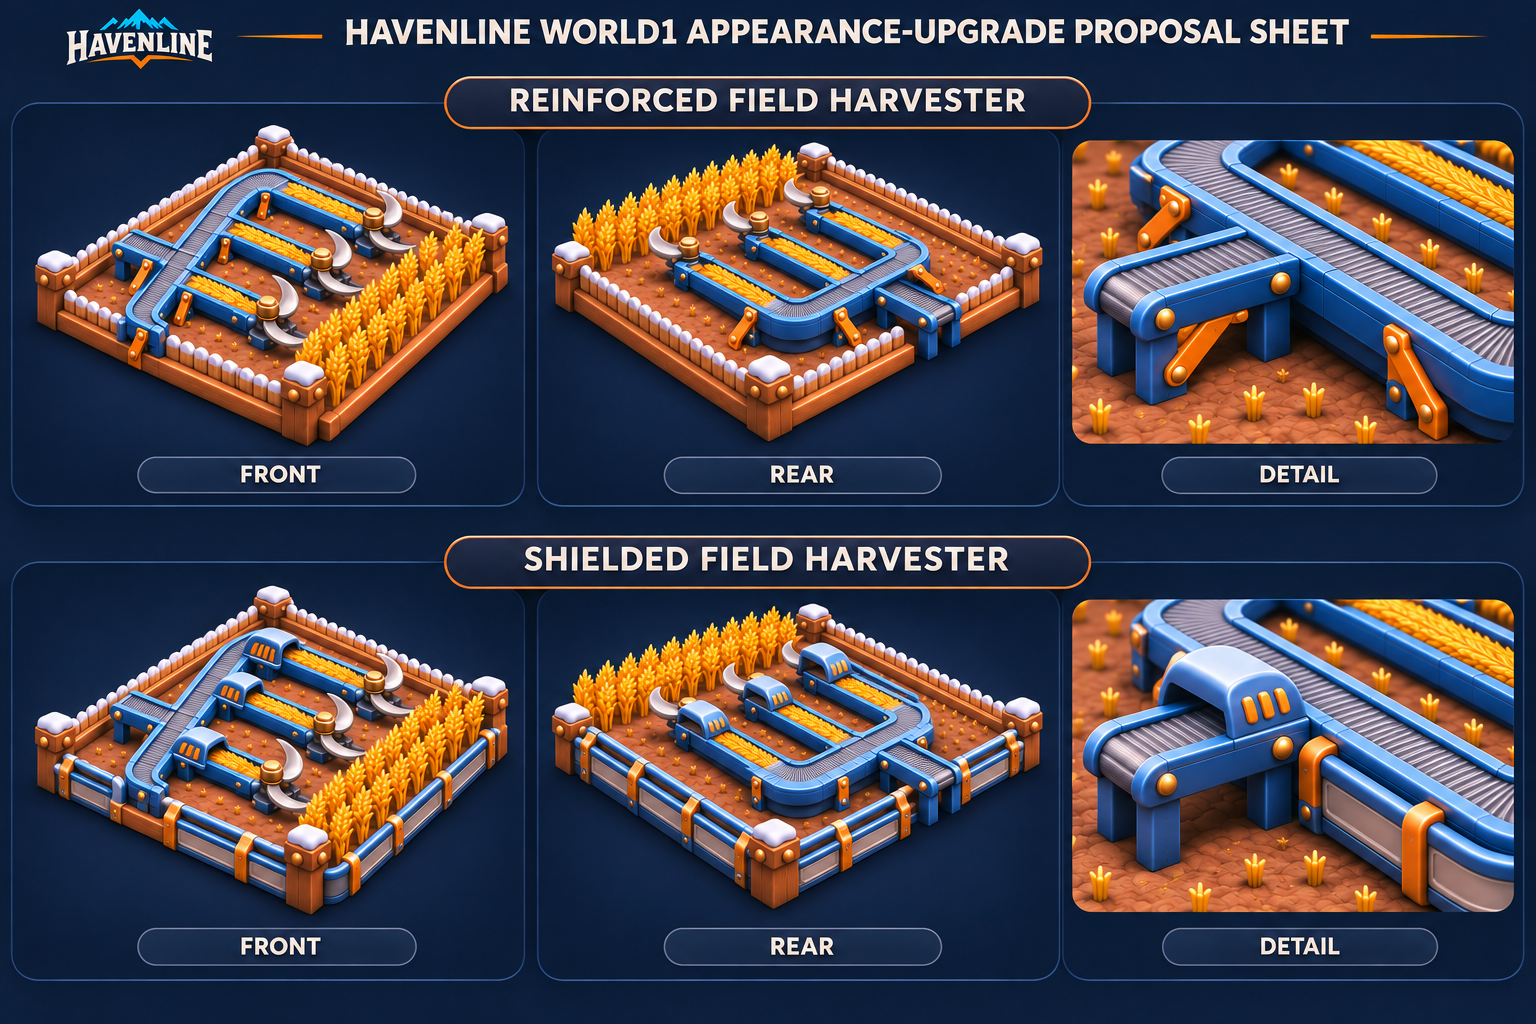 HAVENLINE
HAVENLINE WORLD1 APPEARANCE-UPGRADE PROPOSAL SHEET
REINFORCED FIELD HARVESTER
FRONT
REAR
DETAIL
SHIELDED FIELD HARVESTER
FRONT
REAR
DETAIL